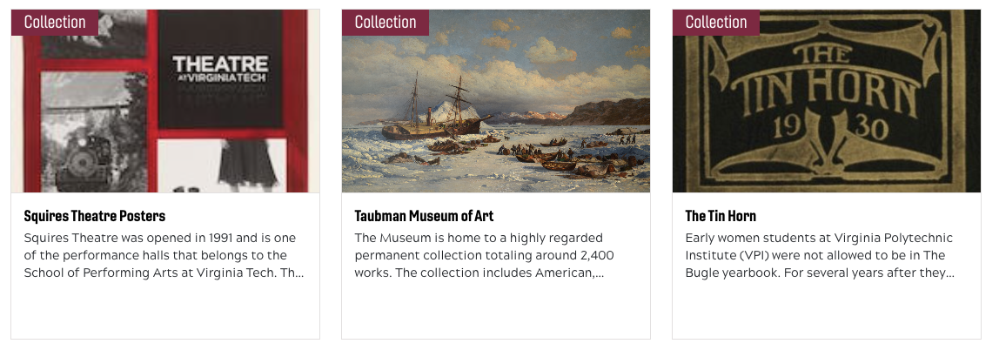 Collection
THEATRE
AT VIRGINIA TECH
Squires Theatre Posters
Squires Theatre was opened in 1991 and is one
of the performance halls that belongs to the
School of Performing Arts at Virginia Tech. Th...
Collection
Taubman Museum of Art
The Museum is home to a highly regarded
permanent collection totaling around 2,400
works. The collection includes American,...
Collection
THE
TIN HORN
1930
The Tin Horn
Early women students at Virginia Polytechnic
Institute (VPI) were not allowed to be in The
Bugle yearbook. For several years after they...